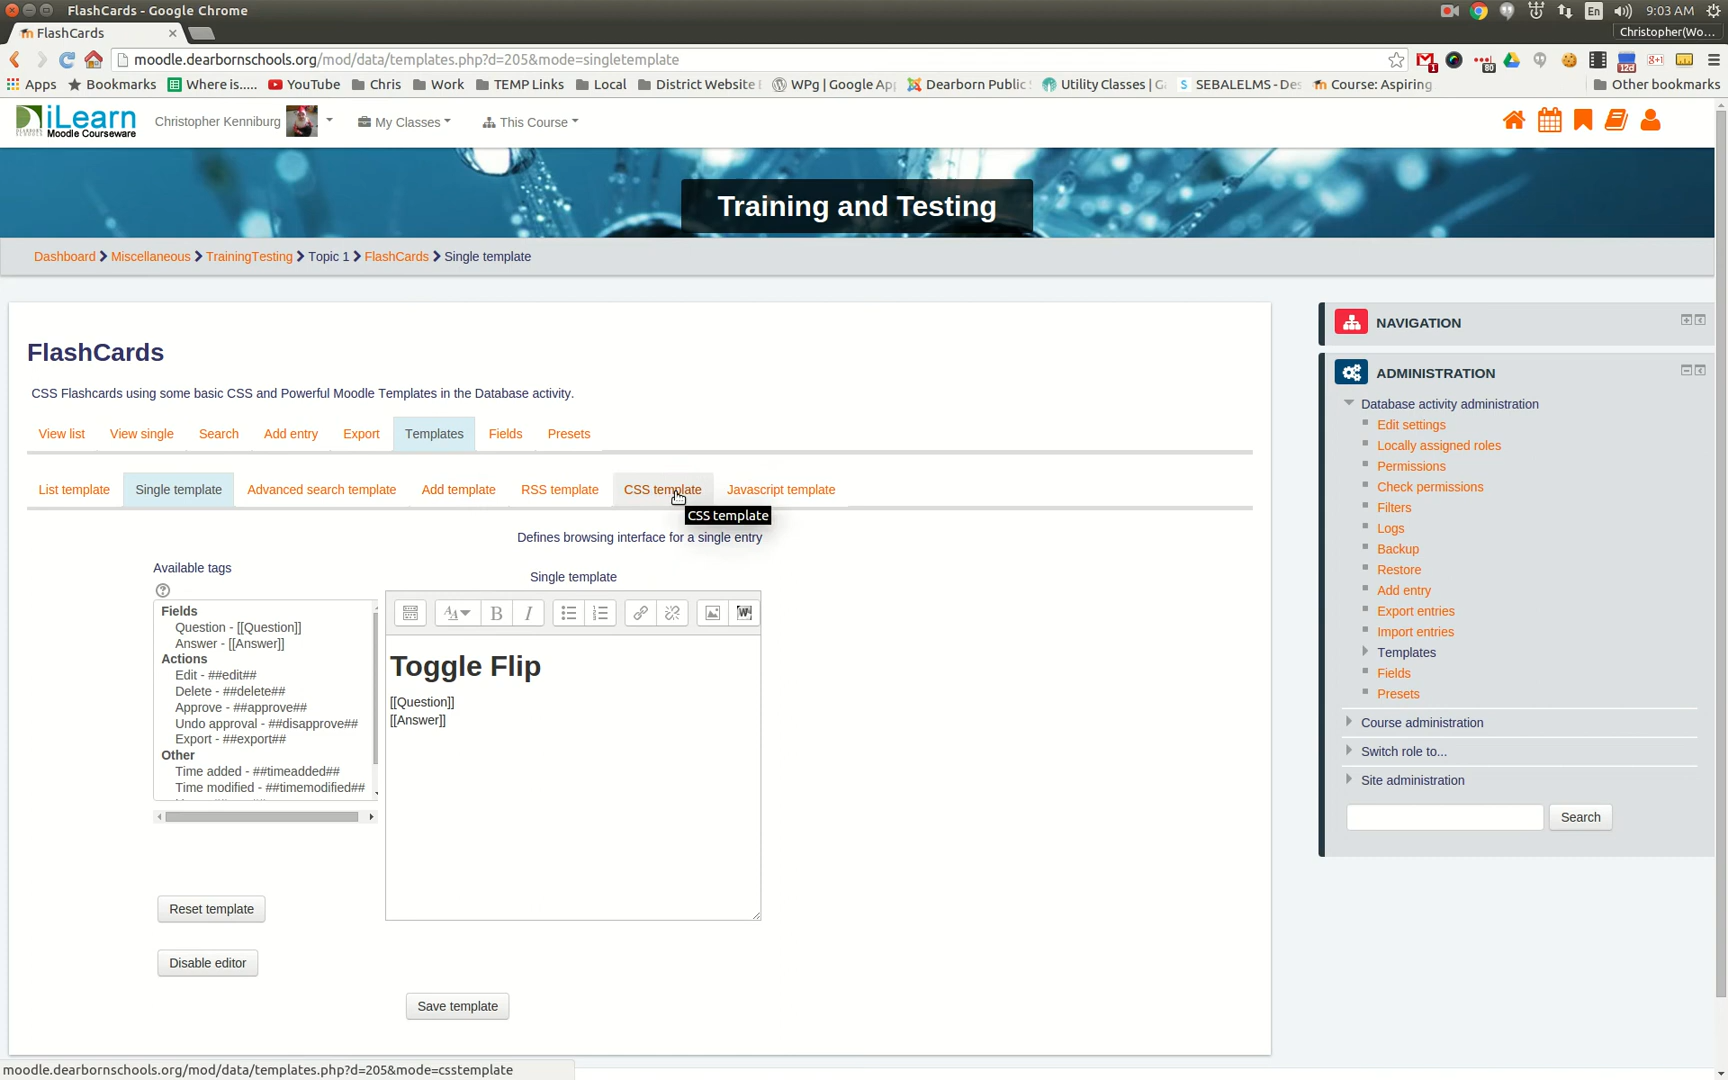 FlashCards - Google Chrome
En
9:03 AM
FlashCards
Christopher(Wo...
moodle.dearbornschools.org/mod/data/templates.php?d=205&mode=singletemplate
1
80
12d
Apps
Bookmarks
Where is.....
YouTube
Chris
Work
TEMP Links
Local
District Website
WPg | Google Ap
Dearborn Public
Utility Classes | G
SEBALELMS - Des
Course: Aspiring
Other bookmarks
iLearn
Moodle Courseware
Christopher Kenniburg
My Classes
This Course
Training and Testing
Dashboard > Miscellaneous > TrainingTesting > Topic 1 > FlashCards > Single template
FlashCards
CSS Flashcards using some basic CSS and Powerful Moodle Templates in the Database activity.
View list
View single
Search
Add entry
Export
Templates
Fields
Presets
List template
Single template
Advanced search template
Add template
RSS template
CSS template
Javascript template
CSS template
Defines browsing interface for a single entry
Available tags
Single template
Fields
Question - [[Question]]
Answer - [[Answer]]
Actions
Edit - ##edit##
Delete - ##delete##
Approve - ##approve##
Undo approval - ##disapprove##
Export - ##export##
Other
Time added - ##timeadded##
Time modified - ##timemodified##
Toggle Flip
[[Question]]
[[Answer]]
Reset template
Disable editor
Save template
NAVIGATION
ADMINISTRATION
Database activity administration
Edit settings
Locally assigned roles
Permissions
Check permissions
Filters
Logs
Backup
Restore
Add entry
Export entries
Import entries
Templates
Fields
Presets
Course administration
Switch role to...
Site administration
Search
moodle.dearbornschools.org/mod/data/templates.php?d=205&mode=csstemplate